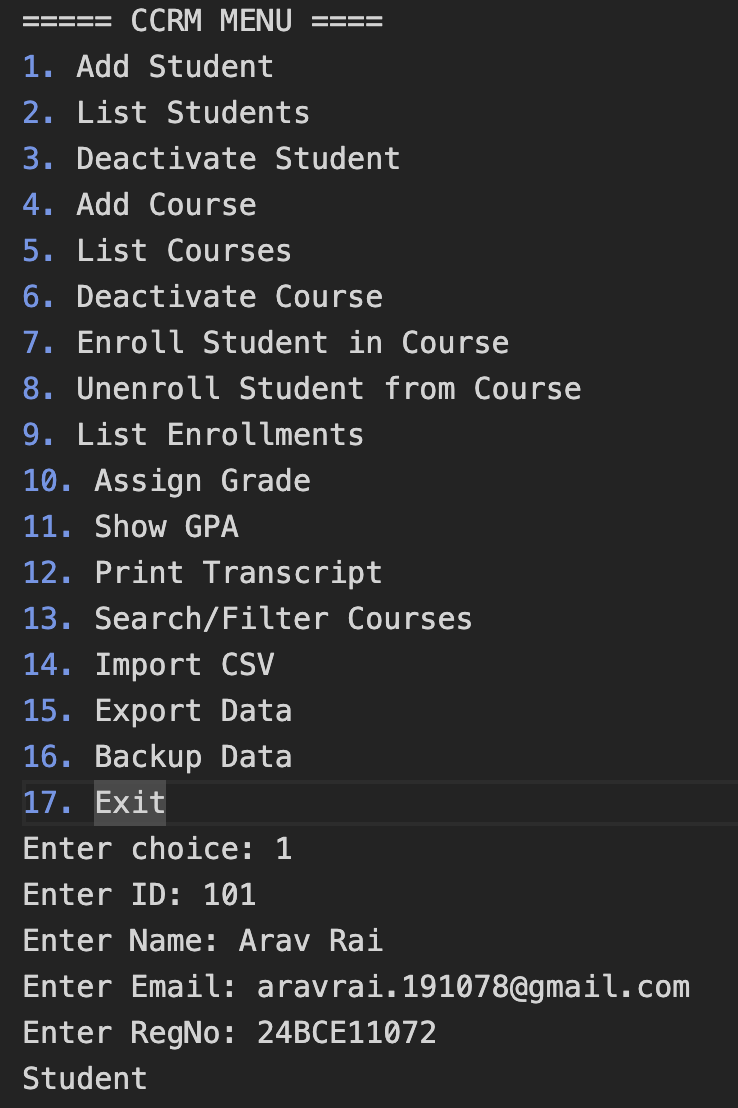 ===== CCRM MENU ====
1. Add Student
2. List Students
3. Deactivate Student
4. Add Course
5. List Courses
6. Deactivate Course
7. Enroll Student in Course
8. Unenroll Student from Course
9. List Enrollments
10. Assign Grade
11. Show GPA
12. Print Transcript
13. Search/Filter Courses
14. Import CSV
15. Export Data
16. Backup Data
17. Exit
Enter choice: 1
Enter ID: 101
Enter Name: Arav Rai
Enter Email: aravrai.191078@gmail.com
Enter RegNo: 24BCE11072
Student